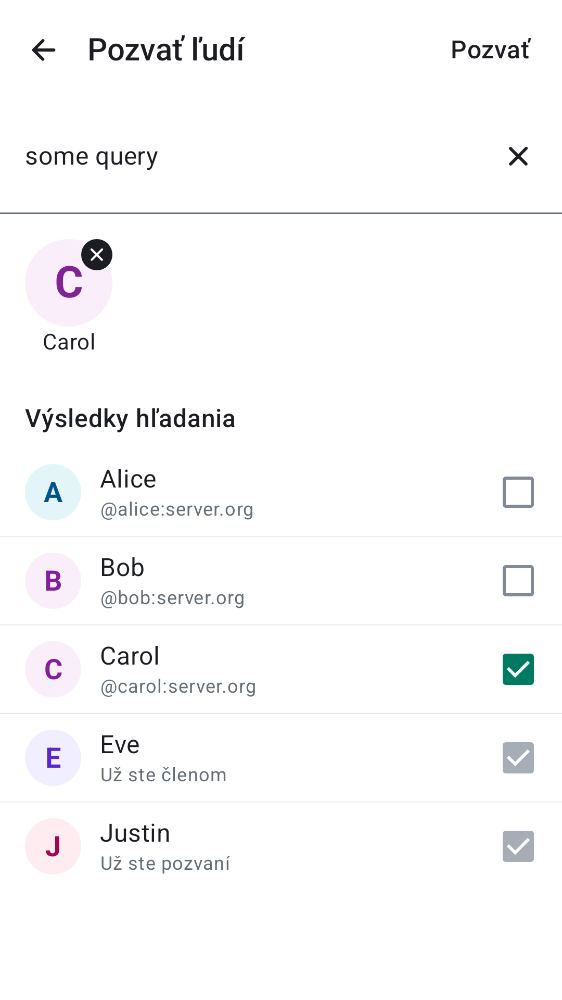 Pozvať ľudí
Pozvať
some query
C
Carol
Výsledky hľadania
A
Alice
@alice:server.org
B
Bob
@bob:server.org
C
Carol
@carol:server.org
E
Eve
Už ste členom
J
Justin
Už ste pozvaní